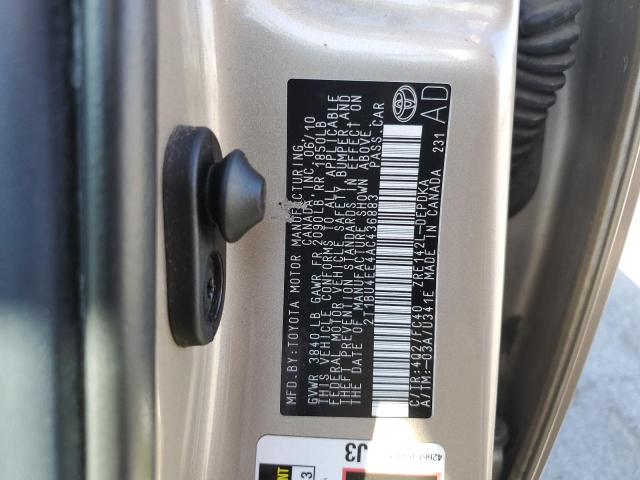 MFD.BY:TOYOTA MOTOR MANUFACTURING
CANADA, INC. 06/10
GVWR 3840LB GAWR FR 2090LB RR 1850LB
THIS VEHICLE CONFORMS TO ALL APPLICABLE
FEDERAL MOTOR VEHICLE SAFETY BUMPER, AND
THEFT PREVENTION STANDARDS IN EFFECT ON
THE DATE OF MANUFACTURE SHOWN ABOVE.
2T1BU4EE4AC436883 PASS.CAR
C/TR:4Q2/FC40 ZRE142L-DEPDKA
A/TM:-03A/U341E MADE IN CANADA 231
AD
J3